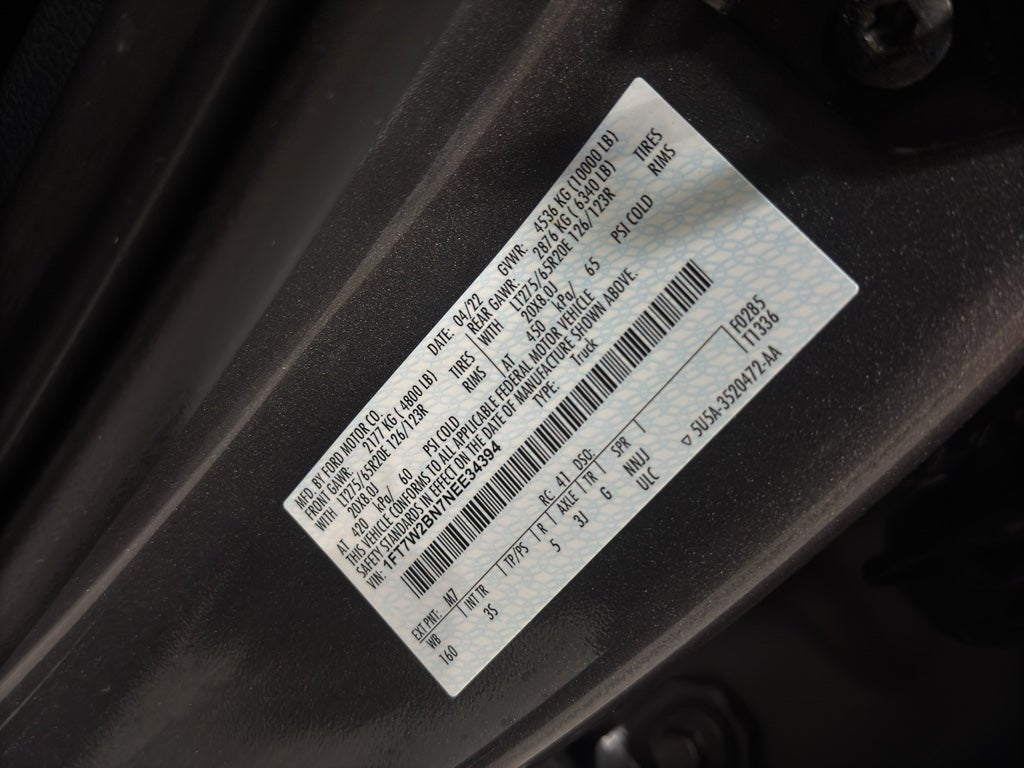 MFD. BY FORD MOTOR CO.
DATE: 04/22 GVWR: 4536 KG (10000 LB)
FRONT GAWR: 2177 KG ( 4800 LB) REAR GAWR: 2876 KG ( 6340 LB)
WITH LT275/65R20E 126/123R TIRES WITH LT275/65R20E 126/123R TIRES
20X8.0J RIMS 20X8.0J RIMS
AT 420 kPa/ 60 PSI COLD AT 450 kPa/ 65 PSI COLD
THIS VEHICLE CONFORMS TO ALL APPLICABLE FEDERAL MOTOR VEHICLE
SAFETY STANDARDS IN EFFECT ON THE DATE OF MANUFACTURE SHOWN ABOVE.
VIN: 1FT7W2BN7NEE34394 TYPE: Truck
F0285
T1336
EXT PNT: M7 RC: 41 DSO:
WB INT TR TP/PS R AXLE TR SPR
160 3S 5 3J G NNJJ
ULC
▽ 5U5A-3520472-AA